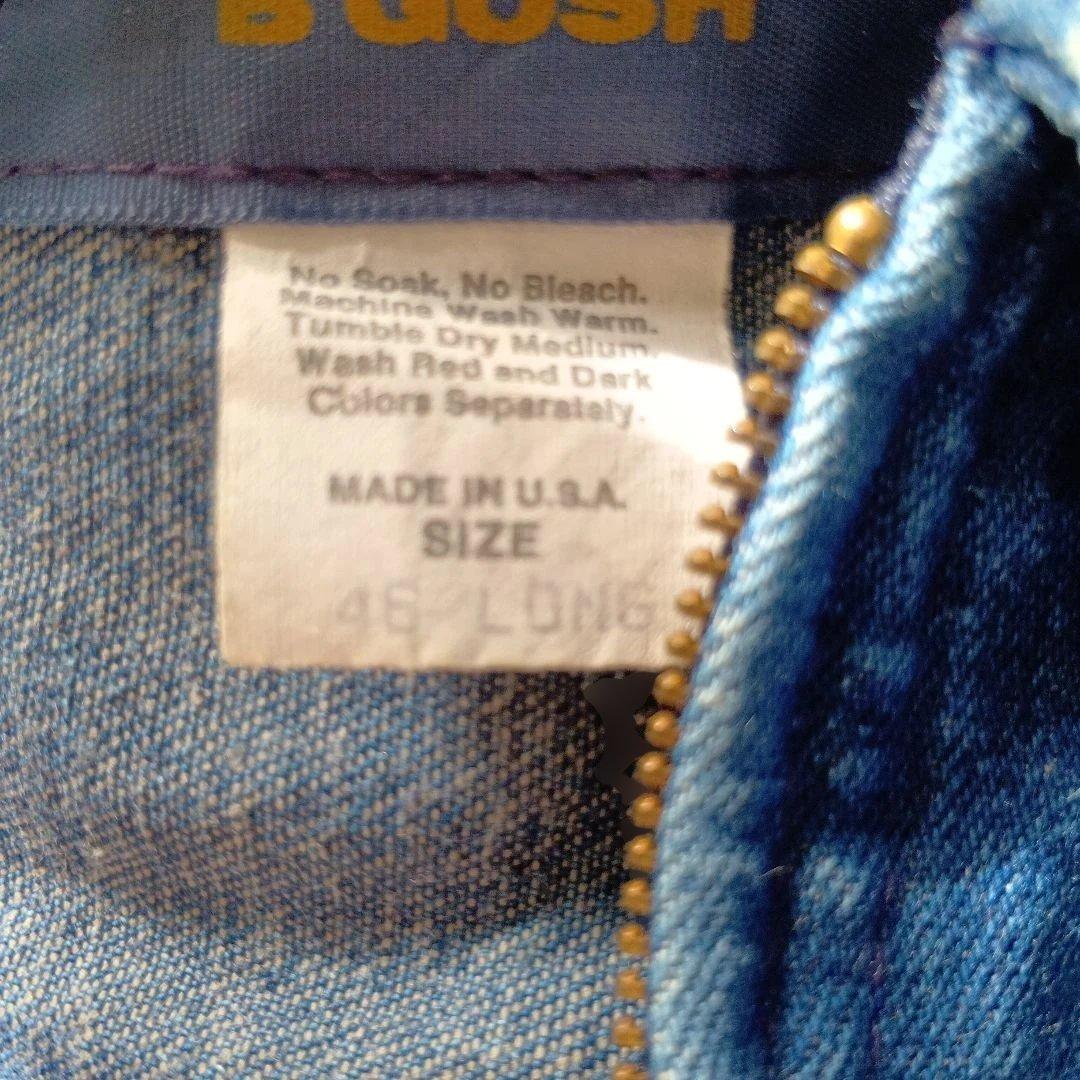 B'GOSH
No Soak, No Bleach.
Machine Wash Warm.
Tumble Dry Medium.
Wash Red and Dark
Colors Separately.
MADE IN U.S.A.
SIZE
46 LONG